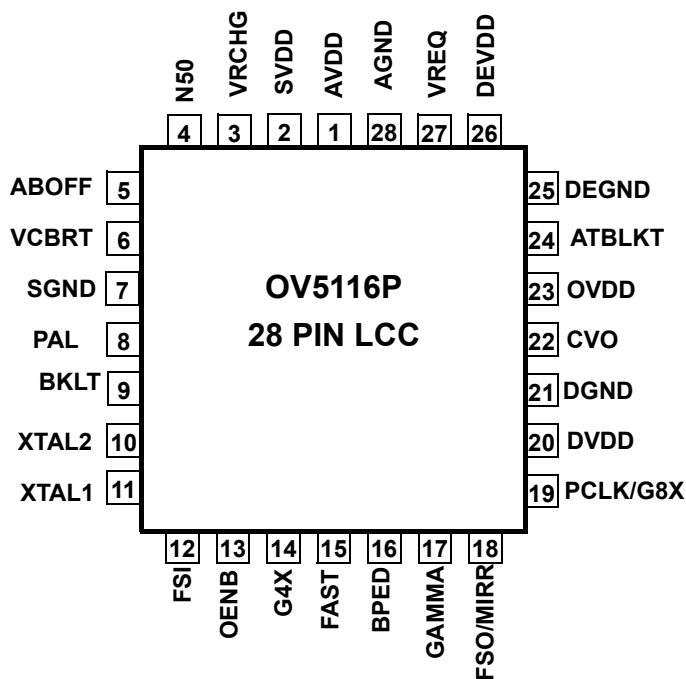 N50
VRCHG
SVDD
AVDD
AGND
VREQ
DEVDD
4
3
2
1
28
27
26
ABOFF 5
VCBRT 6
SGND 7
PAL 8
BKLT 9
XTAL2 10
XTAL1 11
OV5116P
28 PIN LCC
25 DEGND
24 ATBLKT
23 OVDD
22 CVO
21 DGND
20 DVDD
19 PCLK/G8X
12
13
14
15
16
17
18
FSI
OENB
G4X
FAST
BPED
GAMMA
FSO/MIRR